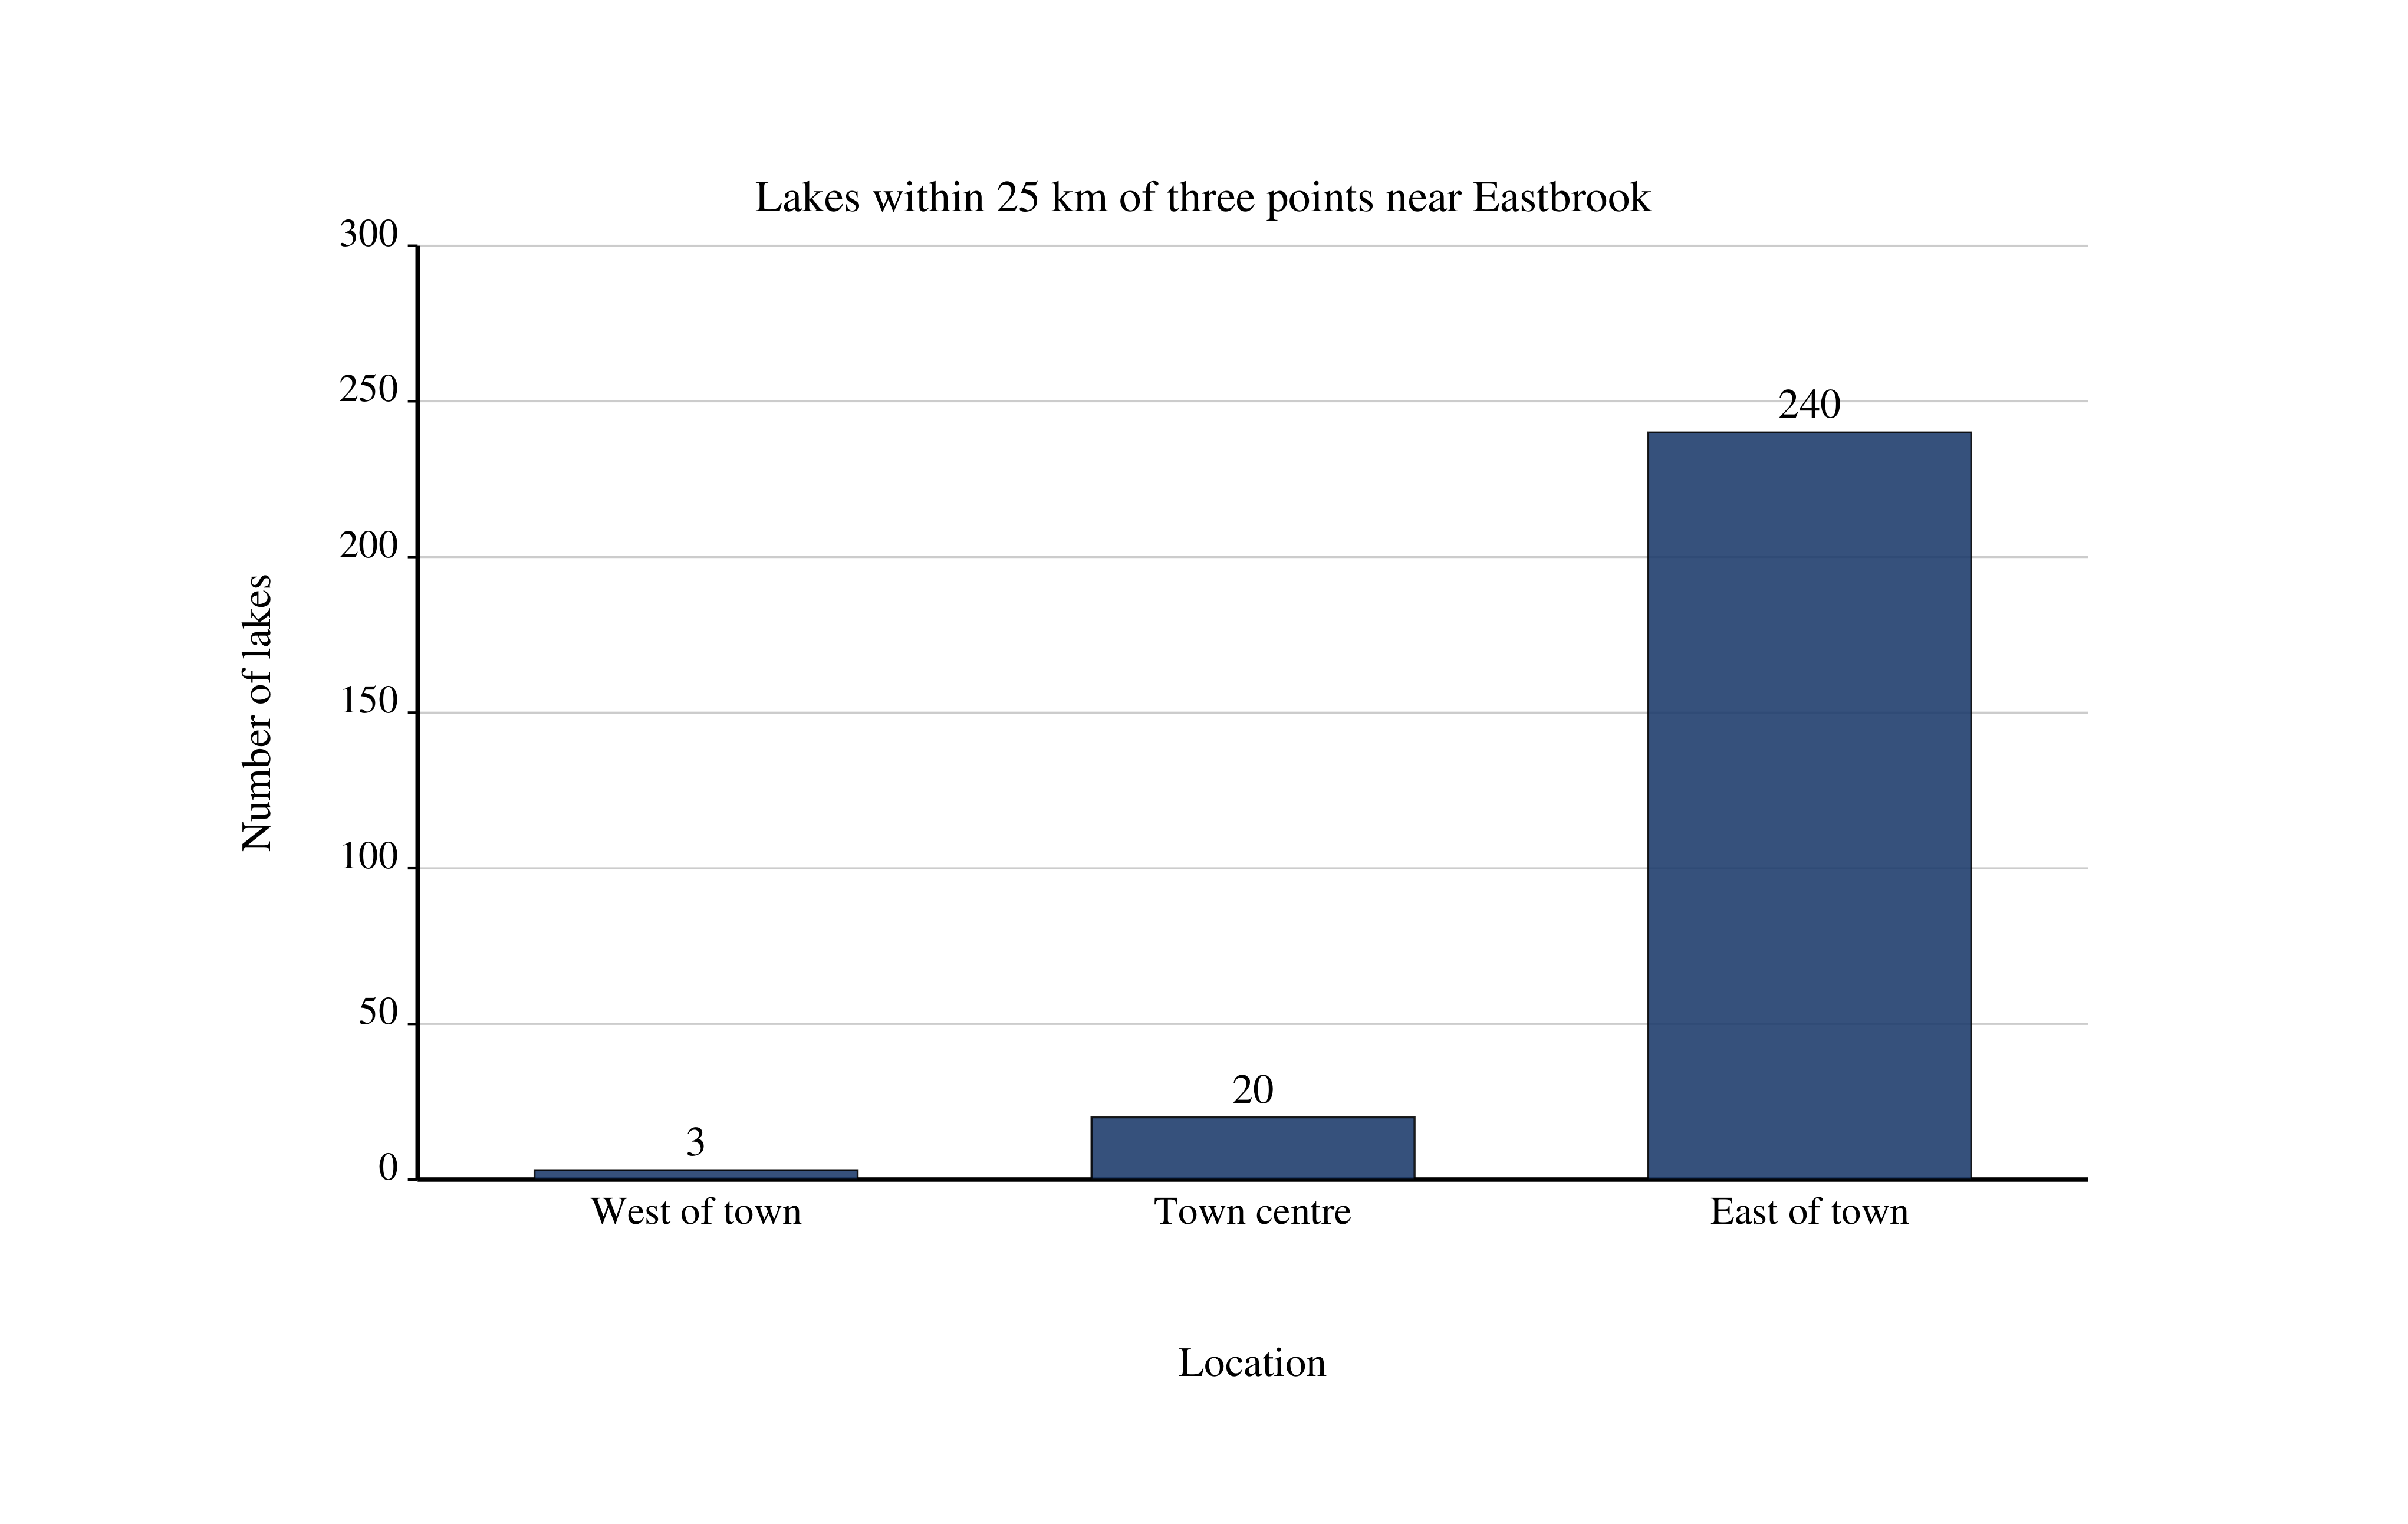 Lakes within 25 km of three points near Eastbrook
300
250
200
150
100
50
0
Number of lakes
3
20
240
West of town
Town centre
East of town
Location